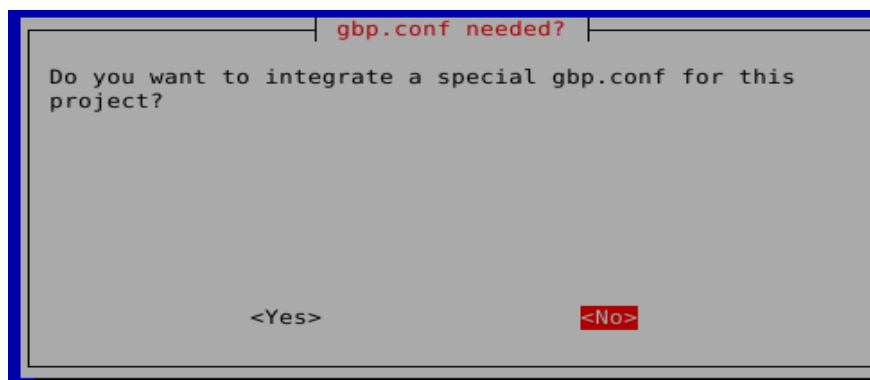 gbp.conf needed?
Do you want to integrate a special gbp.conf for this
project?
<Yes>
<No>